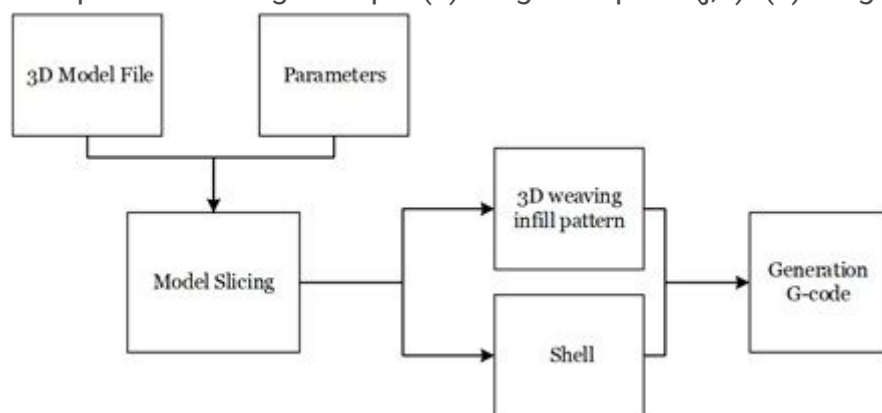 3D Model File
Parameters
3D weaving
infill pattern
Model Slicing
Generation
G-code
Shell